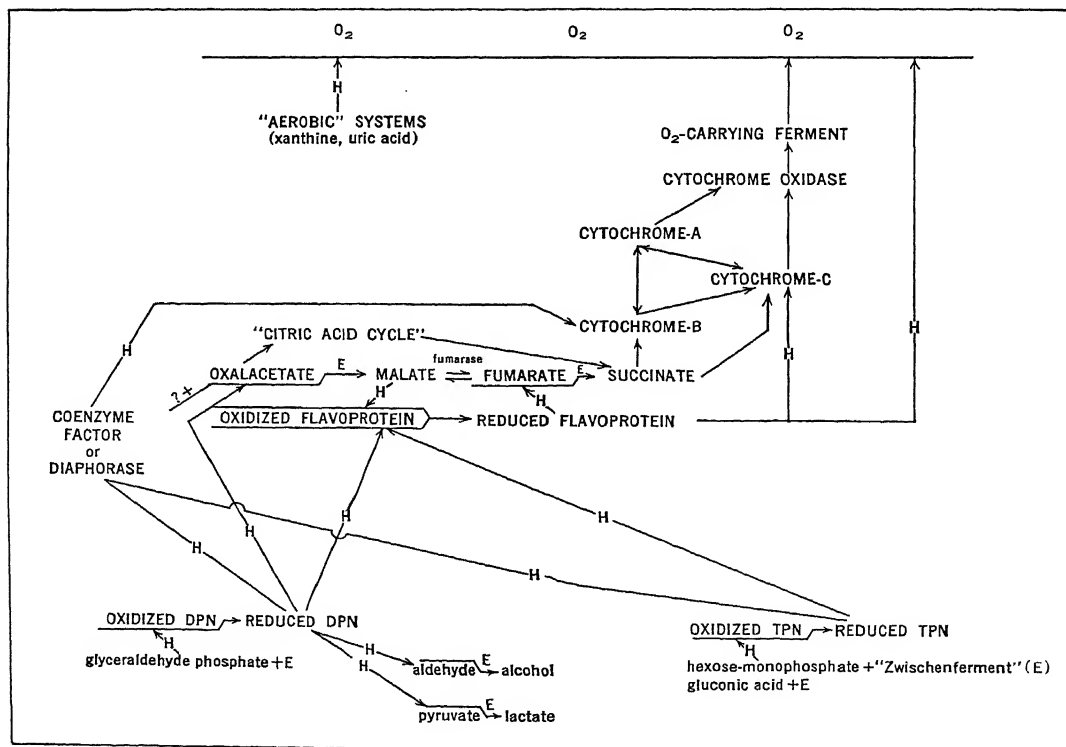 O₂ O₂ O₂
H
"AEROBIC" SYSTEMS
(xanthine, uric acid)
O₂-CARRYING FERMENT
CYTOCHROME OXIDASE
CYTOCHROME-A
CYTOCHROME-C
CYTOCHROME-B
H
H
H
"CITRIC ACID CYCLE"
?+
OXALACETATE E MALATE fumarase FUMARATE E SUCCINATE
H H
COENZYME
FACTOR
or
DIAPHORASE
OXIDIZED FLAVOPROTEIN REDUCED FLAVOPROTEIN
H H H H
H
OXIDIZED DPN REDUCED DPN
H
glyceraldehyde phosphate +E
H
aldehyde E alcohol
H
pyruvate E lactate
OXIDIZED TPN REDUCED TPN
H
hexose-monophosphate +"Zwischenferment" (E)
gluconic acid +E